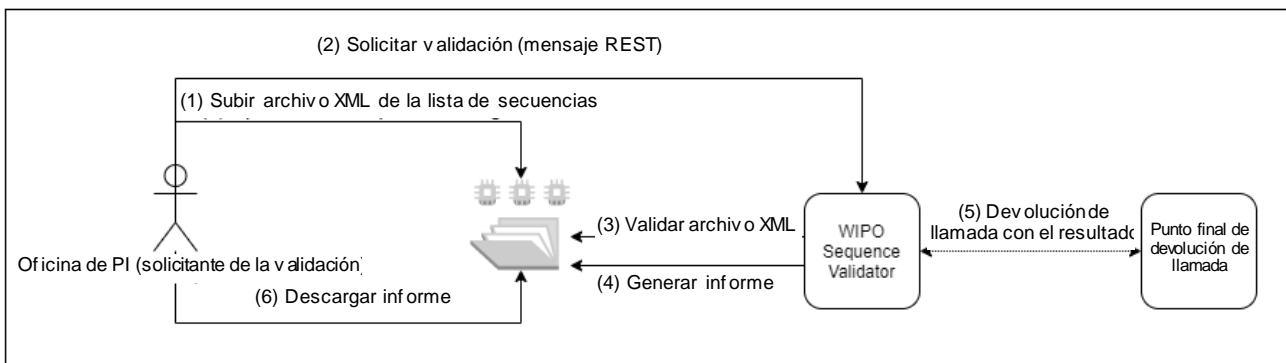 (2) Solicitar validación (mensaje REST)
(1) Subir archivo XML de la lista de secuencias
(3) Validar archivo XML
(5) Devolución de
llamada con el resultado
WIPO
Sequence
Validator
Punto final de
devolución de
llamada
Oficina de PI (solicitante de la validación)
(4) Generar informe
(6) Descargar informe